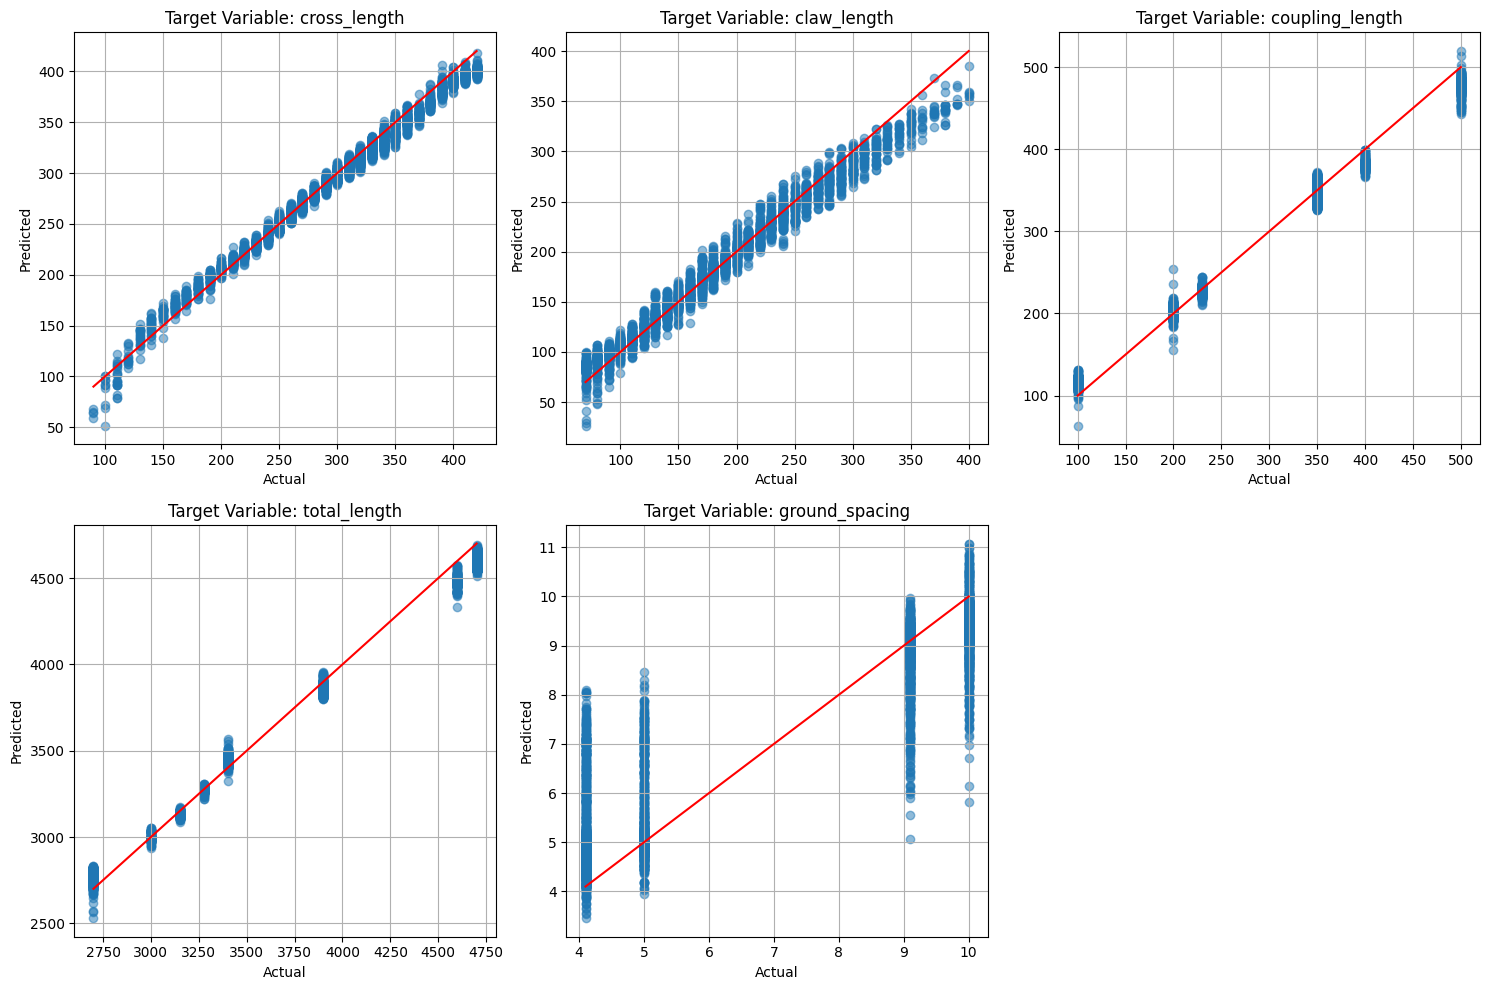 Target Variable: cross_length
400
350
300
250
200
150
100
50
Predicted
100 150 200 250 300 350 400
Actual
Target Variable: claw_length
400
350
300
250
200
150
100
50
Predicted
100 150 200 250 300 350 400
Actual
Target Variable: coupling_length
500
400
300
200
100
Predicted
100 150 200 250 300 350 400 450 500
Actual
Target Variable: total_length
4500
4000
3500
3000
2500
Predicted
2750 3000 3250 3500 3750 4000 4250 4500 4750
Actual
Target Variable: ground_spacing
11
10
9
8
7
6
5
4
Predicted
4 5 6 7 8 9 10
Actual